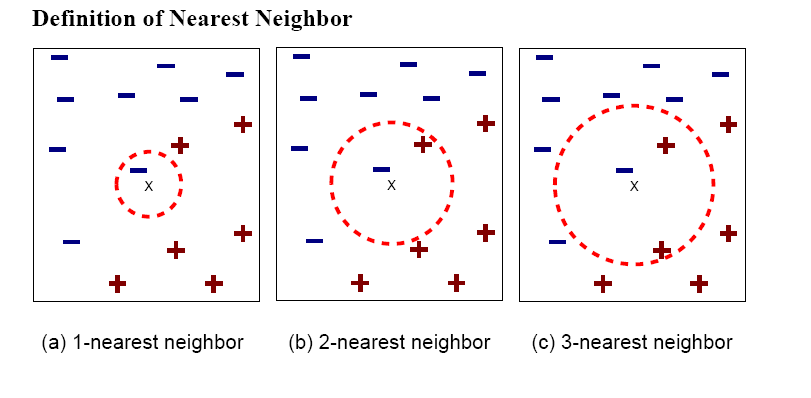 Definition of Nearest Neighbor
X
X
X
(a) 1-nearest neighbor
(b) 2-nearest neighbor
(c) 3-nearest neighbor